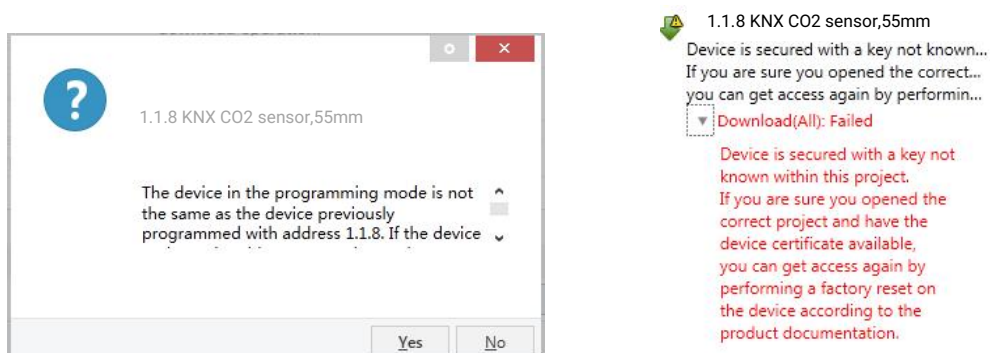 1.1.8 KNX CO2 sensor,55mm
The device in the programming mode is not
the same as the device previously
programmed with address 1.1.8. If the device
Yes
No
1.1.8 KNX CO2 sensor,55mm
Device is secured with a key not known...
If you are sure you opened the correct...
you can get access again by performin...
Download(All): Failed
Device is secured with a key not
known within this project.
If you are sure you opened the
correct project and have the
device certificate available,
you can get access again by
performing a factory reset on
the device according to the
product documentation.